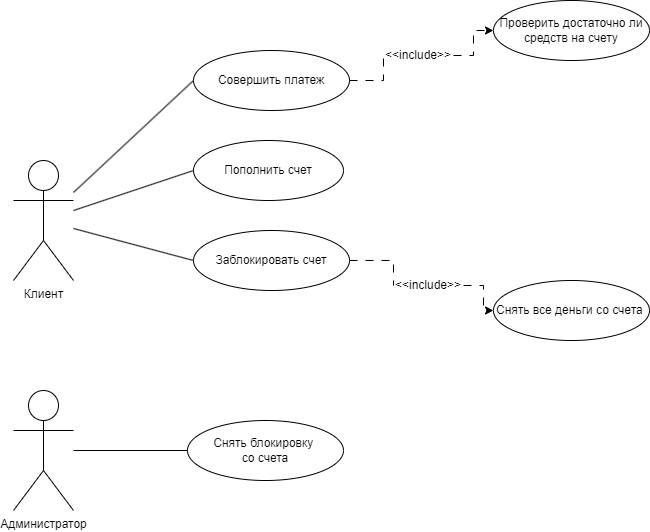 Проверить достаточно ли
средств на счету
<<include>>
Совершить платеж
Пополнить счет
Заблокировать счет
<<include>>
Клиент
Снять все деньги со счета
Снять блокировку
со счета
Администратор